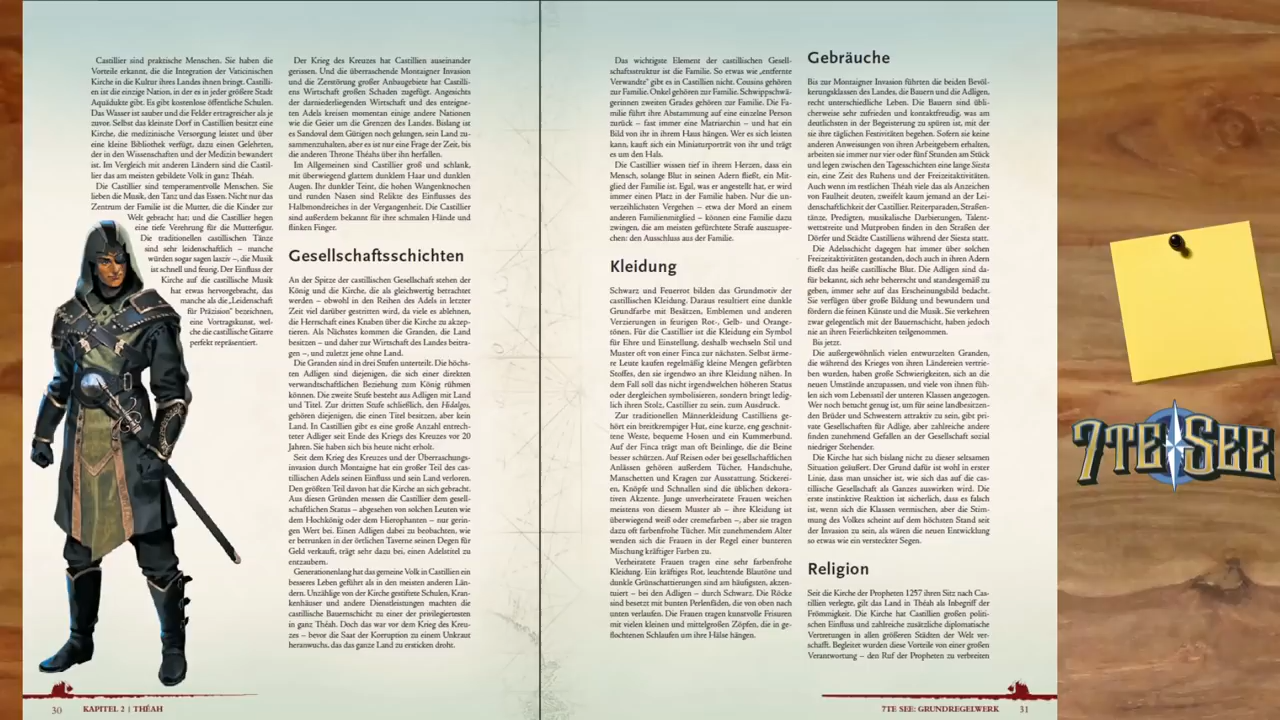 Castillier sind praktische Menschen. Sie haben die
Vorteile erkannt, die die Integration der Vaticinischen
Kirche in die Kultur ihres Landes ihnen bringt. Castilli-
en ist die einzige Nation, in der es in jeder größeren Stadt
Aquädukte gibt. Es gibt kostenlose öffentliche Schulen.
Das Wasser ist sauber und die Felder ertragreicher als je
zuvor. Selbst das kleinste Dorf in Castillien besitzt eine
Kirche, die medizinische Versorgung leistet und über
eine kleine Bibliothek verfügt, dazu einen Gelehrten,
der in den Wissenschaften und der Medizin bewandert
ist. Im Vergleich mit anderen Ländern sind die Castil-
lier das am meisten gebildete Volk in ganz Théah.
Die Castillier sind temperamentvolle Menschen. Sie
lieben die Musik, den Tanz und das Essen. Nicht nur das
Zentrum der Familie ist die Mutter, die die Kinder zur
Welt gebracht hat; und die Castillier hegen
eine tiefe Verehrung für die Mutterfigur.
Die traditionellen castillischen Tänze
sind sehr leidenschaftlich – manche
würden sogar sagen lasziv –, die Musik
ist schnell und feurig. Der Einfluss der
Kirche auf die castillische Musik
hat etwas hervorgebracht, das
manche als die „Leidenschaft
für Präzision" bezeichnen,
eine Vortragskunst, wel-
che die castillische Gitarre
perfekt repräsentiert.
Der Krieg des Kreuzes hat Castillien auseinander
gerissen. Und die überraschende Montaigner Invasion
und die Zerstörung großer Anbaugebiete hat Castilli-
ens Wirtschaft großen Schaden zugefügt. Angesichts
der darniederliegenden Wirtschaft und des enteigne-
ten Adels kreisen momentan einige andere Nationen
wie die Geier um die Grenzen des Landes. Bislang ist
es Sandoval dem Gütigen noch gelungen, sein Land zu-
sammenzuhalten, aber es ist nur eine Frage der Zeit, bis
die anderen Throne Théahs über ihn herfallen.
Im Allgemeinen sind Castillier groß und schlank,
mit überwiegend glattem dunklem Haar und dunklen
Augen. Ihr dunkler Teint, die hohen Wangenknochen
und runden Nasen sind Relikte des Einflusses des
Halbmondreiches in der Vergangenheit. Die Castillier
sind außerdem bekannt für ihre schmalen Hände und
flinken Finger.
Gesellschaftsschichten
An der Spitze der castillischen Gesellschaft stehen der
König und die Kirche, die als gleichwertig betrachtet
werden – obwohl in den Reihen des Adels in letzter
Zeit viel darüber gestritten wird, da viele es ablehnen,
die Herrschaft eines Knaben über die Kirche zu akzep-
tieren. Als Nächstes kommen die Granden, die Land
besitzen – und daher zur Wirtschaft des Landes beitra-
gen –, und zuletzt jene ohne Land.
Die Granden sind in drei Stufen unterteilt. Die höchs-
ten Adligen sind diejenigen, die sich einer direkten
verwandtschaftlichen Beziehung zum König rühmen
können. Die zweite Stufe besteht aus Adligen mit Land
und Titel. Zur dritten Stufe schließlich, den Hidalgos,
gehören diejenigen, die einen Titel besitzen, aber kein
Land. In Castillien gibt es eine große Anzahl entrech-
teter Adliger seit Ende des Kriegs des Kreuzes vor 20
Jahren. Sie haben sich bis heute nicht erholt.
Seit dem Krieg des Kreuzes und der Überraschungs-
invasion durch Montaigne hat ein großer Teil des cas-
tillischen Adels seinen Einfluss und sein Land verloren.
Den größten Teil davon hat die Kirche an sich gebracht.
Aus diesen Gründen messen die Castillier dem gesell-
schaftlichen Status – abgesehen von solchen Leuten wie
dem Hochkönig oder dem Hierophanten – nur gerin-
gen Wert bei. Einen Adligen dabei zu beobachten, wie
er betrunken in der örtlichen Taverne seinen Degen für
Geld verkauft, trägt sehr dazu bei, einen Adelstitel zu
entzaubern.
Generationenlang hat das gemeine Volk in Castillien ein
besseres Leben geführt als in den meisten anderen Län-
dern. Unzählige von der Kirche gestiftete Schulen, Kran-
kenhäuser und andere Dienstleistungen machten die
castillische Bauernschicht zu einer der privilegiertesten
in ganz Théah. Doch das war vor dem Krieg des Kreu-
zes – bevor die Saat der Korruption zu einem Unkraut
heranwuchs, das das ganze Land zu ersticken droht.
30 KAPITEL 2 | THÉAH
Das wichtigste Element der castillischen Gesell-
schaftsstruktur ist die Familie. So etwas wie „entfernte
Verwandte" gibt es in Castillien nicht. Cousins gehören
zur Familie. Onkel gehören zur Familie. Schwippschwä-
gerinnen zweiten Grades gehören zur Familie. Die Fa-
milie führt ihre Abstammung auf eine einzelne Person
zurück – fast immer eine Matriarchin – und hat ein
Bild von ihr in ihrem Haus hängen. Wer es sich leisten
kann, kauft sich ein Miniaturporträt von ihr und trägt
es um den Hals.
Die Castillier wissen tief in ihrem Herzen, dass ein
Mensch, solange Blut in seinen Adern fließt, ein Mit-
glied der Familie ist. Egal, was er angestellt hat, er wird
immer einen Platz in der Familie haben. Nur die un-
verzeihlichsten Vergehen – etwa der Mord an einem
anderen Familienmitglied – können eine Familie dazu
zwingen, die am meisten gefürchtete Strafe auszuspre-
chen: den Ausschluss aus der Familie.
Kleidung
Schwarz und Feuerrot bilden das Grundmotiv der
castillischen Kleidung. Daraus resultiert eine dunkle
Grundfarbe mit Besätzen, Emblemen und anderen
Verzierungen in feurigen Rot-, Gelb- und Orange-
tönen. Für die Castillier ist die Kleidung ein Symbol
für Ehre und Einstellung, deshalb wechseln Stil und
Muster oft von einer Finca zur nächsten. Selbst ärme-
re Leute kaufen regelmäßig kleine Mengen gefärbten
Stoffes, den sie irgendwo an ihre Kleidung nähen. In
dem Fall soll das nicht irgendwelchen höheren Status
oder dergleichen symbolisieren, sondern bringt ledig-
lich ihren Stolz, Castillier zu sein, zum Ausdruck.
Zur traditionellen Männerkleidung Castilliens ge-
hört ein breitkrempiger Hut, eine kurze, eng geschnit-
tene Weste, bequeme Hosen und ein Kummerbund.
Auf der Finca trägt man oft Beinlinge, die die Beine
besser schützen. Auf Reisen oder bei gesellschaftlichen
Anlässen gehören außerdem Tücher, Handschuhe,
Manschetten und Kragen zur Ausstattung. Stickerei-
en, Knöpfe und Schnallen sind die üblichen dekora-
tiven Akzente. Junge unverheiratete Frauen weichen
meistens von diesem Muster ab – ihre Kleidung ist
überwiegend weiß oder cremefarben –, aber sie tragen
dazu oft farbenfrohe Tücher. Mit zunehmendem Alter
wenden sich die Frauen in der Regel einer bunteren
Mischung kräftiger Farben zu.
Verheiratete Frauen tragen eine sehr farbenfrohe
Kleidung. Ein kräftiges Rot, leuchtende Blautöne und
dunkle Grünschattierungen sind am häufigsten, akzen-
tuiert – bei den Adligen – durch Schwarz. Die Röcke
sind besetzt mit bunten Perlenfäden, die von oben nach
unten verlaufen. Die Frauen tragen kunstvolle Frisuren
mit vielen kleinen und mittelgroßen Zöpfen, die in ge-
flochtenen Schlaufen um ihre Hälse hängen.
Gebräuche
Bis zur Montaigner Invasion führten die beiden Bevöl-
kerungsklassen des Landes, die Bauern und die Adligen,
recht unterschiedliche Leben. Die Bauern sind übli-
cherweise sehr zufrieden und kontaktfreudig, was am
deutlichsten in der Begeisterung zu spüren ist, mit der
sie ihre täglichen Festivitäten begehen. Sofern sie keine
anderen Anweisungen von ihren Arbeitgebern erhalten,
arbeiten sie immer nur vier oder fünf Stunden am Stück
und legen zwischen den Tagesschichten eine lange Siesta
ein, eine Zeit des Ruhens und der Freizeitaktivitäten.
Auch wenn im restlichen Théah viele das als Anzeichen
von Faulheit deuten, zweifelt kaum jemand an der Lei-
denschaftlichkeit der Castillier. Reiterparaden, Straßen-
tänze, Predigten, musikalische Darbietungen, Talent-
wettstreite und Mutproben finden in den Straßen der
Dörfer und Städte Castilliens während der Siesta statt.
Die Adelsschicht dagegen hat immer über solchen
Freizeitaktivitäten gestanden, doch auch in ihren Adern
fließt das heiße castillische Blut. Die Adligen sind da-
für bekannt, sich sehr beherrscht und standesgemäß zu
geben, immer sehr auf das Erscheinungsbild bedacht.
Sie verfügen über große Bildung und bewundern und
fördern die feinen Künste und die Musik. Sie verkehren
zwar gelegentlich mit der Bauernschicht, haben jedoch
nie an ihren Feierlichkeiten teilgenommen.
Bis jetzt.
Die außergewöhnlich vielen entwurzelten Granden,
die während des Krieges von ihren Ländereien vertrie-
ben wurden, haben große Schwierigkeiten, sich an die
neuen Umstände anzupassen, und viele von ihnen füh-
len sich vom Lebensstil der unteren Klassen angezogen.
Wer noch betucht genug ist, um für seine landbesitzen-
den Brüder und Schwestern attraktiv zu sein, gibt pri-
vate Gesellschaften für Adlige, aber zahlreiche andere
finden zunehmend Gefallen an der Gesellschaft sozial
niedriger Stehender.
Die Kirche hat sich bislang nicht zu dieser seltsamen
Situation geäußert. Der Grund dafür ist wohl in erster
Linie, dass man unsicher ist, wie sich das auf die cas-
tillische Gesellschaft als Ganzes auswirken wird. Die
erste instinktive Reaktion ist sicherlich, dass es falsch
ist, wenn sich die Klassen vermischen, aber die Stim-
mung des Volkes scheint auf dem höchsten Stand seit
der Invasion zu sein, als wären die neuen Entwicklung
so etwas wie ein versteckter Segen.
Religion
Seit die Kirche der Propheten 1257 ihren Sitz nach Cas-
tillien verlegte, gilt das Land in Théah als Inbegriff der
Frömmigkeit. Die Kirche hat Castillien großen politi-
schen Einfluss und zahlreiche zusätzliche diplomatische
Vertretungen in allen größeren Städten der Welt ver-
schafft. Begleitet wurden diese Vorteile von einer großen
Verantwortung – den Ruf der Propheten zu verbreiten
7TE SEE: GRUNDREGELWERK 31
7TE SEE